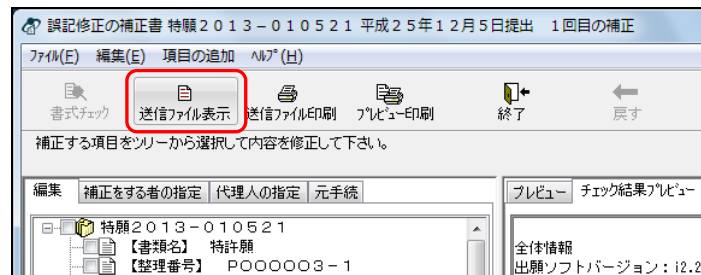 誤記修正の補正書 特願２０１３－０１０５２１ 平成２５年１２月５日提出 １回目の補正
ﾌｧｲﾙ(F) 編集(E) 項目の追加 ﾍﾙﾌﾟ(H)
書式チェック 送信ファイル表示 送信ファイル印刷 プレビュー印刷 終了 戻す
補正する項目をツリーから選択して内容を修正して下さい。
編集 補正をする者の指定 代理人の指定 元手続 プレビュー チェック結果プレビュー
特願２０１３－０１０５２１
【書類名】 特許願 全体情報
【整理番号】 Ｐ０００００３－１ 出願ソフトバージョン：i2.2